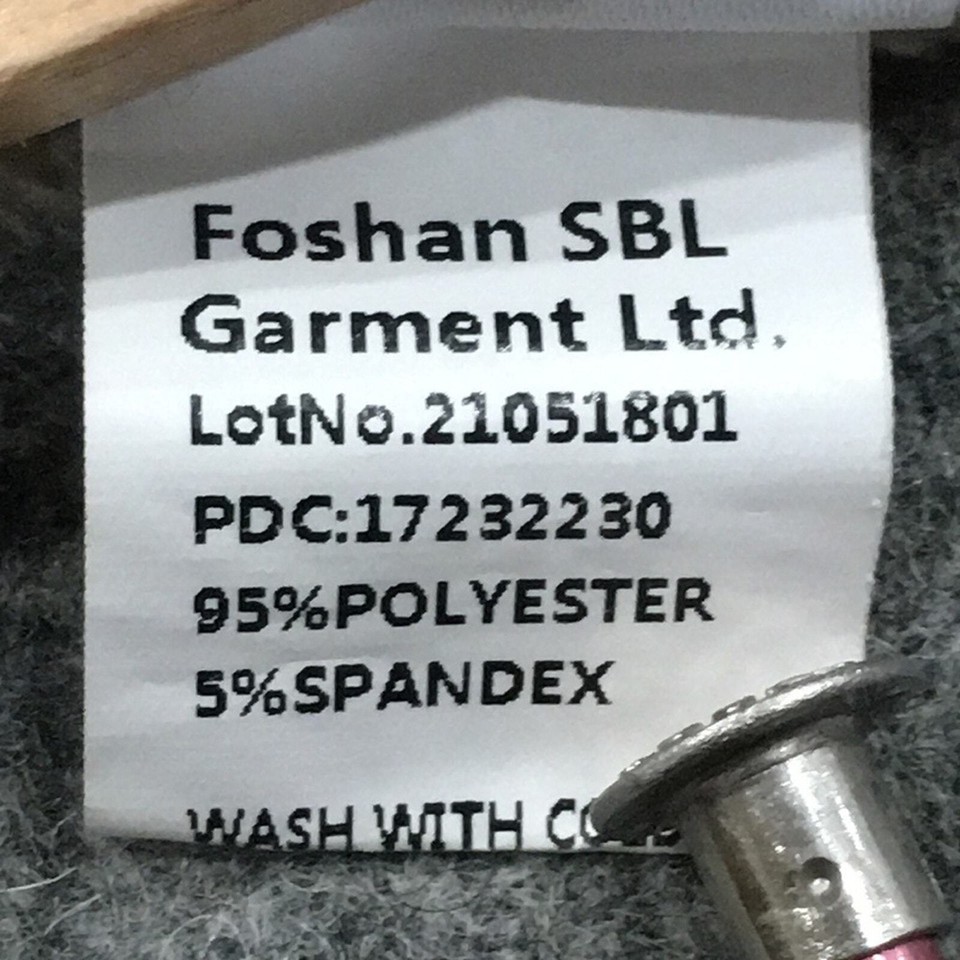 Foshan SBL
Garment Ltd.
LotNo.21051801
PDC:17232230
95%POLYESTER
5%SPANDEX
WASH WITH